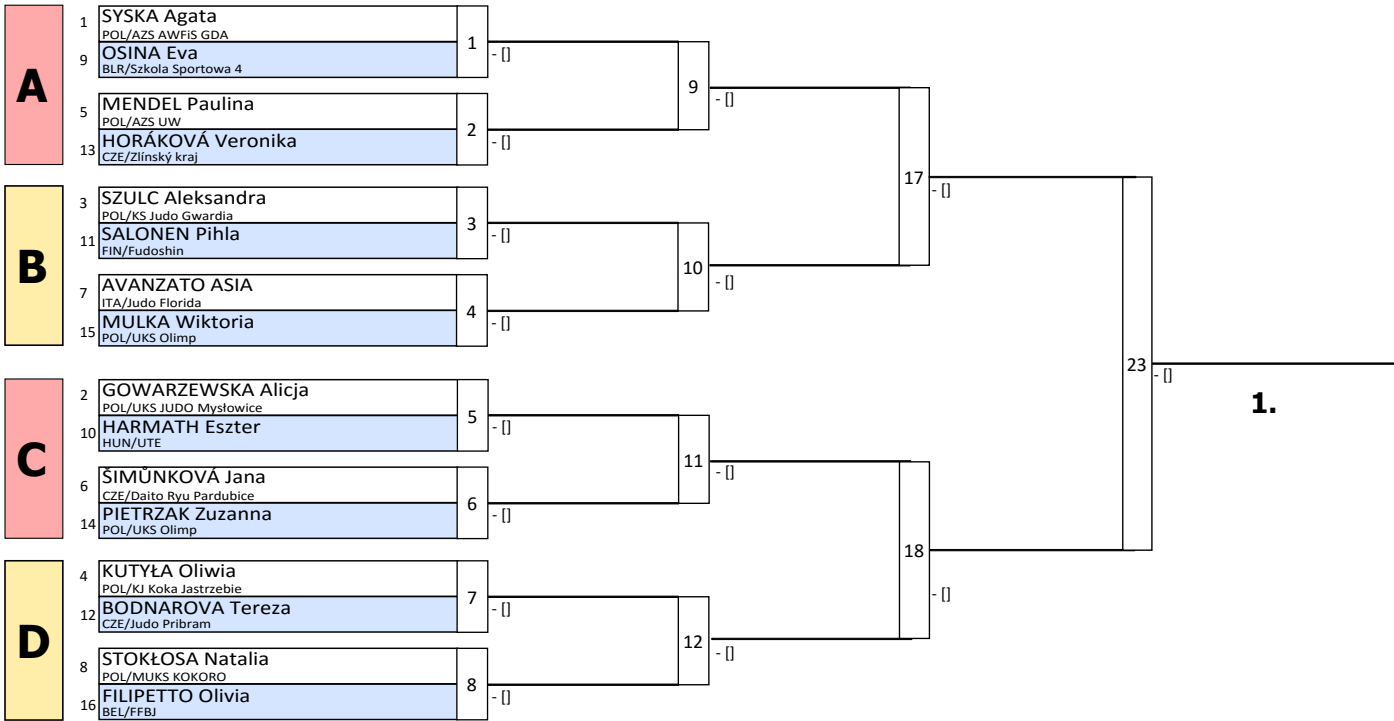 A
1 SYSKA Agata
POL/AZS AWFiS GDA
9 OSINA Eva
BLR/Szkola Sportowa 4
1
- []
5 MENDEL Paulina
POL/AZS UW
13 HORÁKOVÁ Veronika
CZE/Zlínský kraj
2
- []
9
- []
B
3 SZULC Aleksandra
POL/KS Judo Gwardia
11 SALONEN Pihla
FIN/Fudoshin
3
- []
7 AVANZATO ASIA
ITA/Judo Florida
15 MULKA Wiktoria
POL/UKS Olimp
4
- []
10
- []
17
- []
C
2 GOWARZEWSKA Alicja
POL/UKS JUDO Mysłowice
10 HARMATH Eszter
HUN/UTE
5
- []
6 ŠIMŮNKOVÁ Jana
CZE/Daito Ryu Pardubice
14 PIETRZAK Zuzanna
POL/UKS Olimp
6
- []
11
- []
D
4 KUTYŁA Oliwia
POL/KJ Koka Jastrzebie
12 BODNAROVA Tereza
CZE/Judo Pribram
7
- []
8 STOKŁOSA Natalia
POL/MUKS KOKORO
16 FILIPETTO Olivia
BEL/FFBJ
8
- []
12
- []
18
- []
23
- []
1.